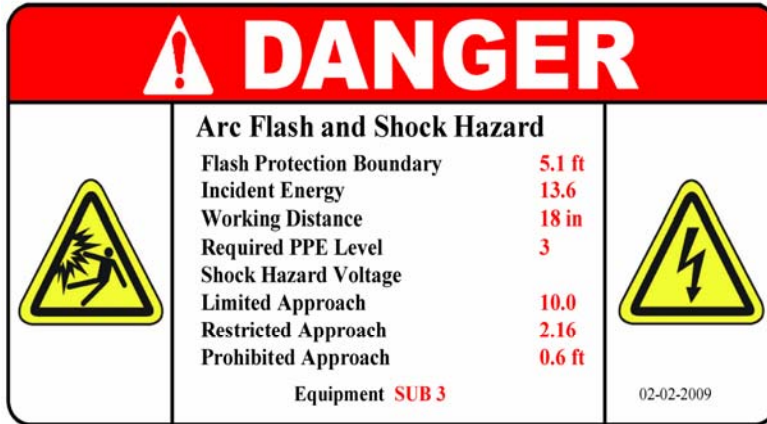 DANGER
Arc Flash and Shock Hazard
Flash Protection Boundary 5.1 ft
Incident Energy 13.6
Working Distance 18 in
Required PPE Level 3
Shock Hazard Voltage
Limited Approach 10.0
Restricted Approach 2.16
Prohibited Approach 0.6 ft
Equipment SUB 3
02-02-2009